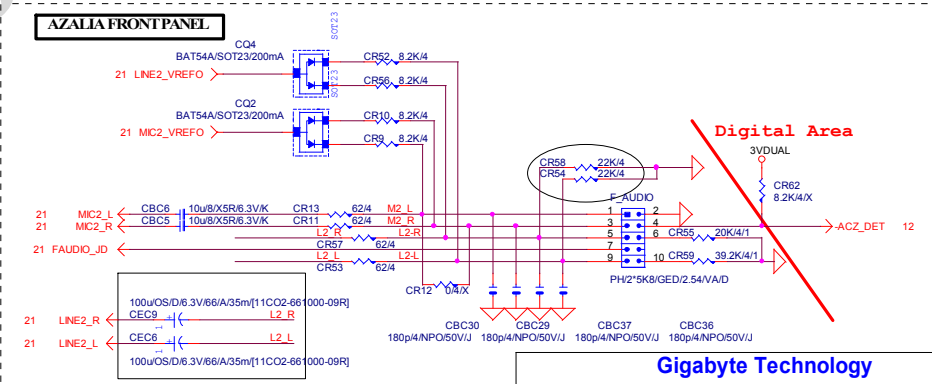 AZALIA FRONT PANEL
SOT23
CQ4
BAT54A/SOT23/200mA
21 LINE2_VREFO
CR52 8.2K/4
CR56 8.2K/4
SOT23
CQ2
BAT54A/SOT23/200mA
21 MIC2_VREFO
CR10 8.2K/4
CR9 8.2K/4
Digital Area
3VDUAL
CR62
8.2K/4/X
CR58 22K/4
CR54 22K/4
F_AUDIO
21 MIC2_L CBC6 10u/8/X5R/6.3V/K CR13 62/4 M2_L 1 2
21 MIC2_R CBC5 10u/8/X5R/6.3V/K CR11 62/4 M2_R 3 4 -ACZ_DET 12
L2_R L2-R 5 6 CR55 20K/4/1
21 FAUDIO_JD CR57 62/4 7
L2_L L2-L 9 10 CR59 39.2K/4/1
CR53 62/4
PH/2*5K8/GED/2.54/VA/D
CR12 0/4/X
100u/OS/D/6.3V/66/A/35m/[11CO2-661000-09R]
21 LINE2_R CEC9 1 L2_R
21 LINE2_L CEC6 1 L2_L
100u/OS/D/6.3V/66/A/35m/[11CO2-661000-09R]
CBC30 CBC29 CBC37 CBC36
180p/4/NPO/50V/J 180p/4/NPO/50V/J 180p/4/NPO/50V/J 180p/4/NPO/50V/J
Gigabyte Technology